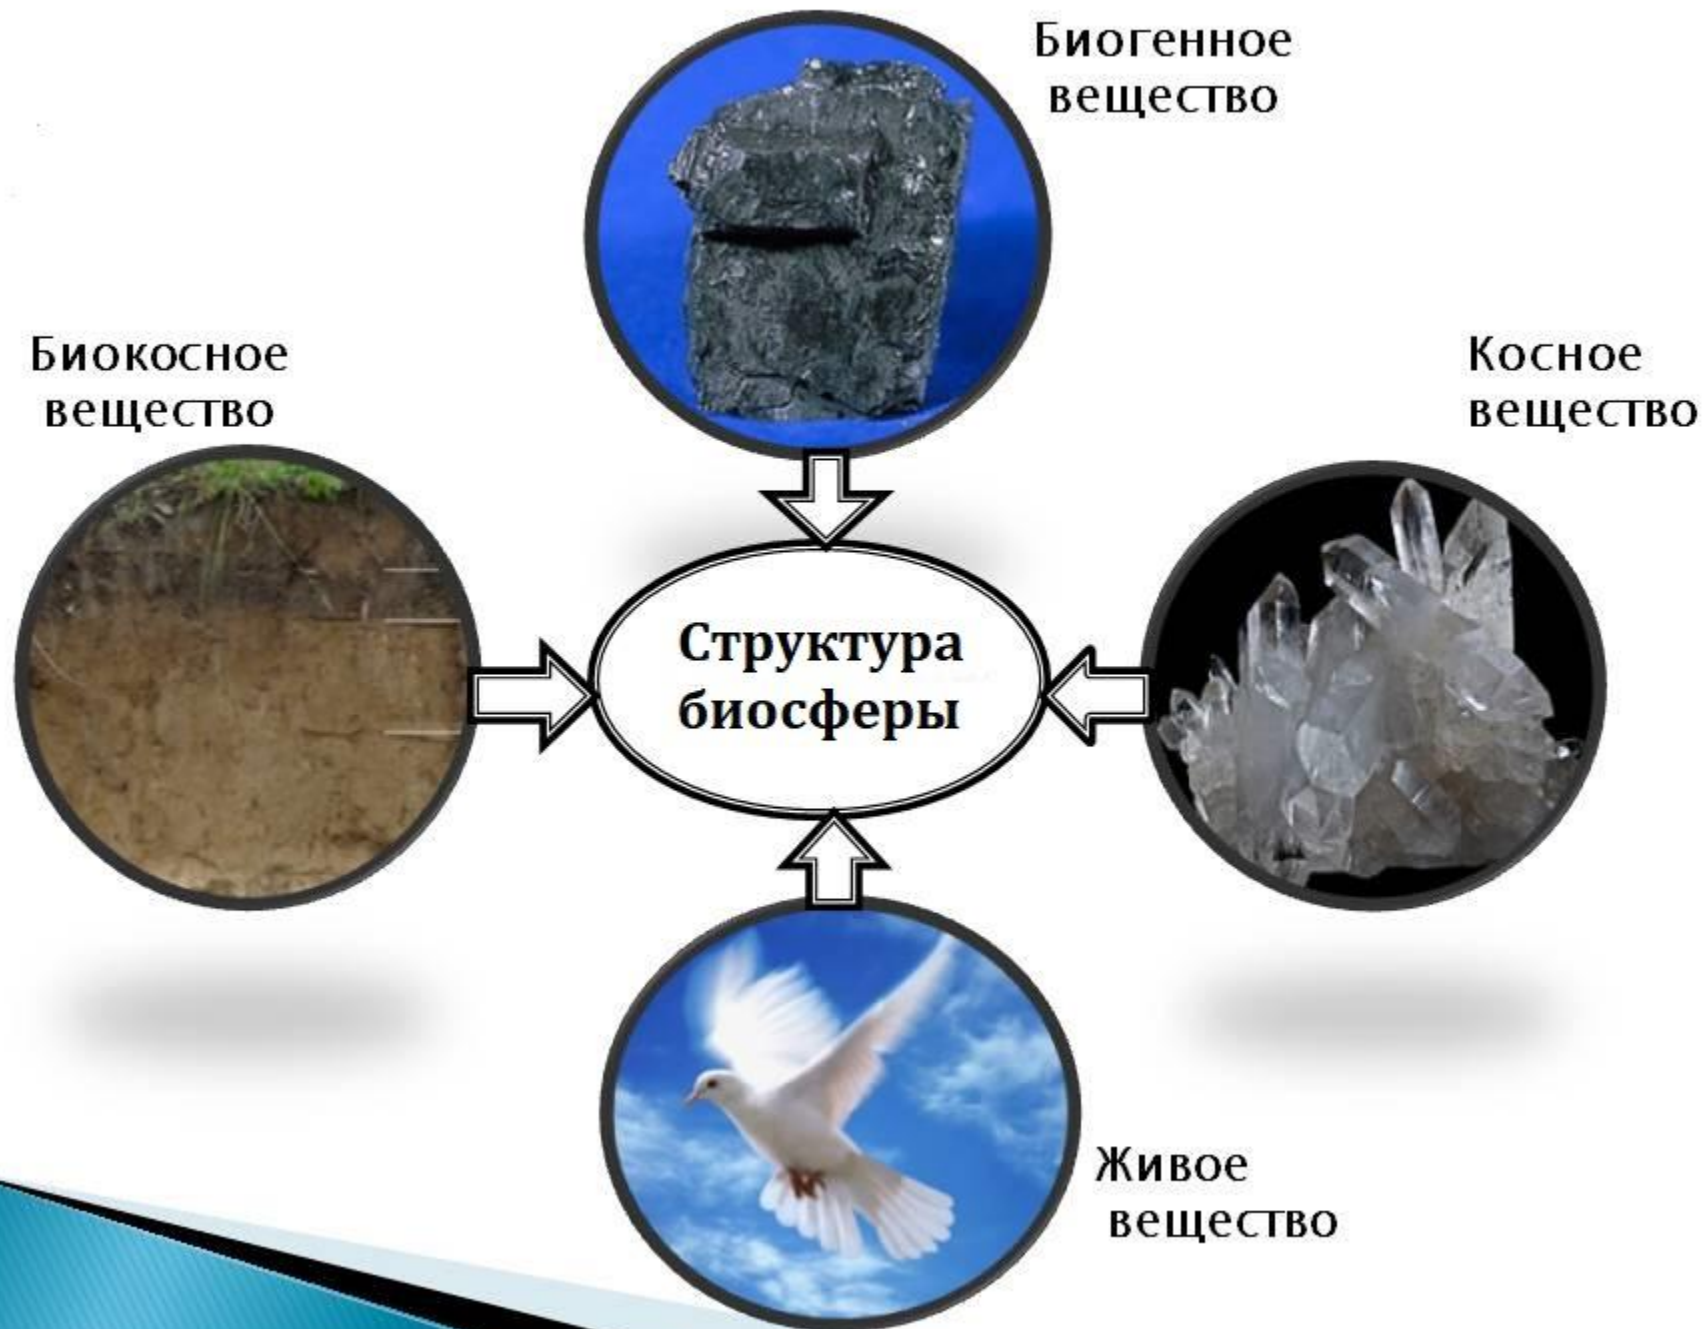 Биогенное
вещество
Биокосное
вещество
Косное
вещество
Структура
биосферы
Живое
вещество